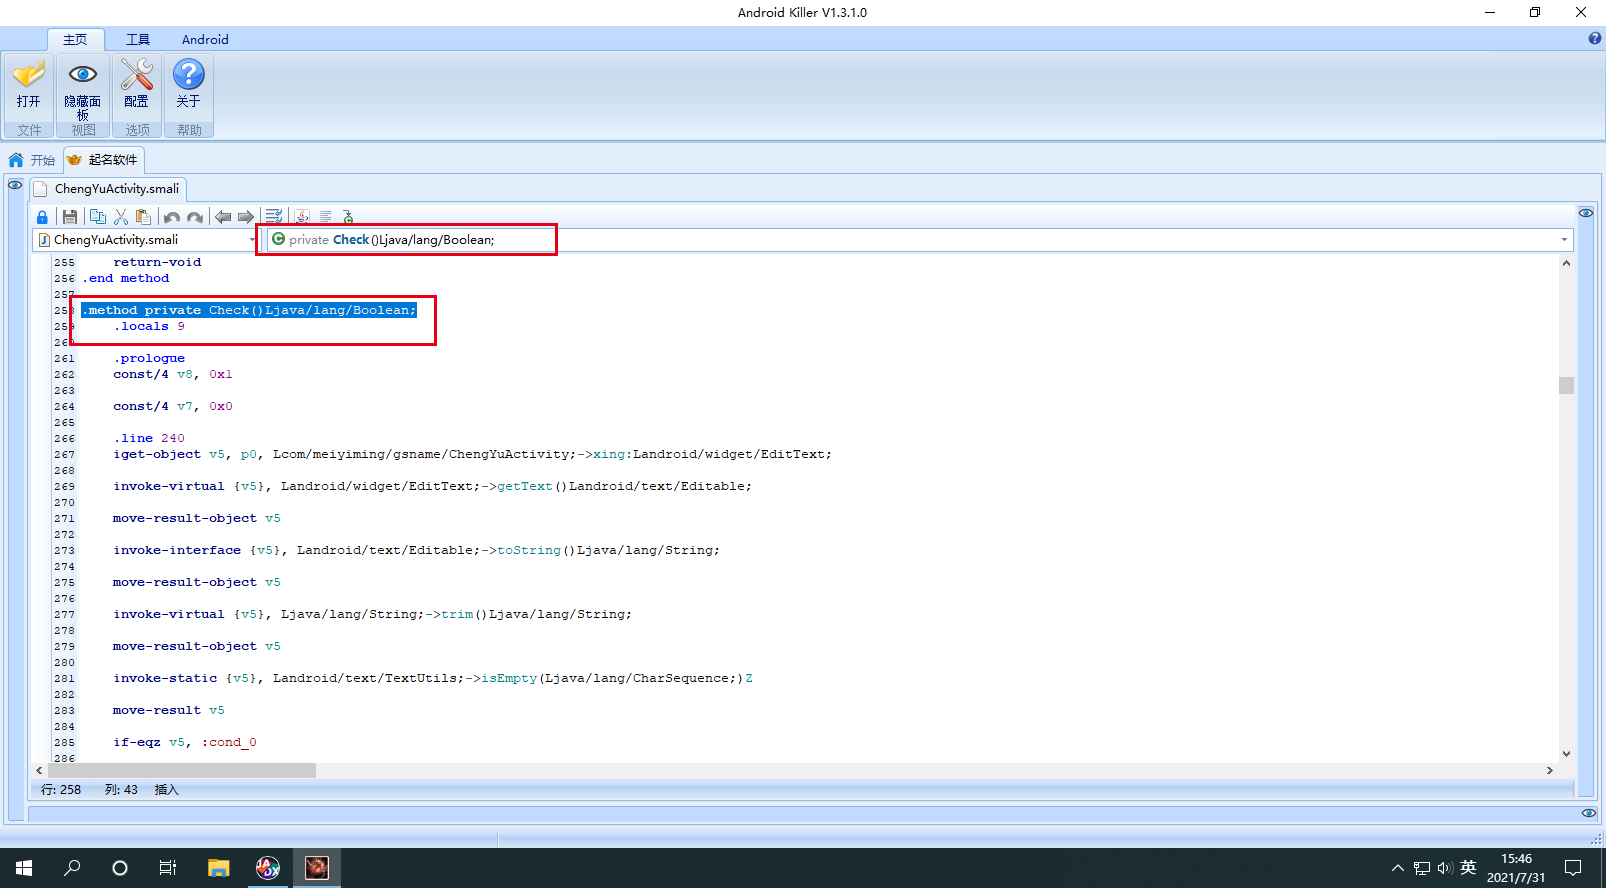 Android Killer V1.3.1.0
主页 工具 Android
打开 隐藏面板 配置 关于
文件 视图 选项 帮助
开始 起名软件
ChengYuActivity.smali
ChengYuActivity.smali private Check()Ljava/lang/Boolean;
255 return-void
256 .end method
257
258 .method private Check()Ljava/lang/Boolean;
259 .locals 9
260
261 .prologue
262 const/4 v8, 0x1
263
264 const/4 v7, 0x0
265
266 .line 240
267 iget-object v5, p0, Lcom/meiyiming/gsname/ChengYuActivity;->xing:Landroid/widget/EditText;
268
269 invoke-virtual {v5}, Landroid/widget/EditText;->getText()Landroid/text/Editable;
270
271 move-result-object v5
272
273 invoke-interface {v5}, Landroid/text/Editable;->toString()Ljava/lang/String;
274
275 move-result-object v5
276
277 invoke-virtual {v5}, Ljava/lang/String;->trim()Ljava/lang/String;
278
279 move-result-object v5
280
281 invoke-static {v5}, Landroid/text/TextUtils;->isEmpty(Ljava/lang/CharSequence;)Z
282
283 move-result v5
284
285 if-eqz v5, :cond_0
286
行: 258 列: 43 插入
英 15:46
2021/7/31